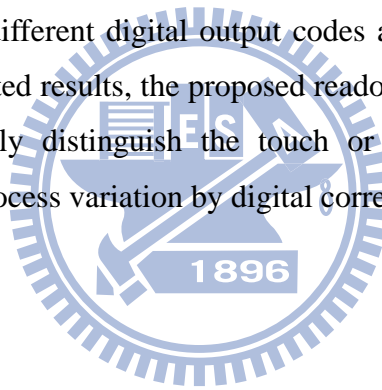 ifferent digital output codes a
ted results, the proposed reado
ly distinguish the touch or
ocess variation by digital corre
E S
1896